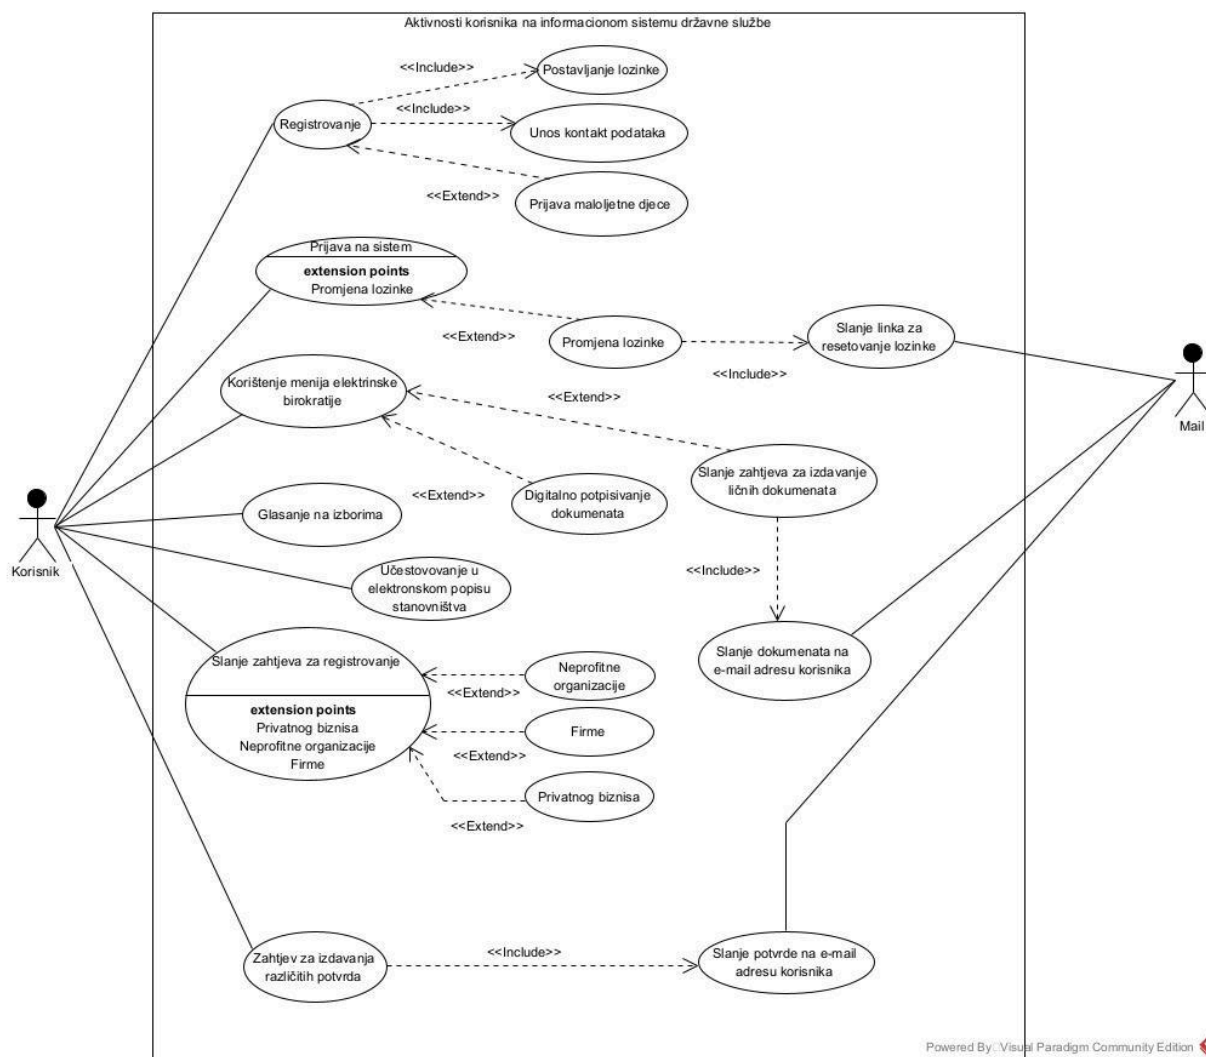 Aktivnosti korisnika na informacionom sistemu državne službe
<<Include>>
Postavljanje lozinke
<<Include>>
Registrovanje
Unos kontakt podataka
<<Extend>>
Prijava maloljetne djece
Prijava na sistem
extension points
Promjena lozinke
<<Extend>>
Promjena lozinke
<<Include>>
Slanje linka za
resetovanje lozinke
Mail
Korištenje menija elektrinske
birokratije
<<Extend>>
<<Extend>>
Digitalno potpisivanje
dokumenata
Slanje zahtjeva za izdavanje
ličnih dokumenata
Glasanje na izborima
Korisnik
Učestovovanje u
elektronskom popisu
stanovništva
<<Include>>
Slanje dokumenata na
e-mail adresu korisnika
Slanje zahtjeva za registrovanje
extension points
Privatnog biznisa
Neprofitne organizacije
Firme
<<Extend>>
Neprofitne
organizacije
<<Extend>>
Firme
<<Extend>>
Privatnog biznisa
Zahtjev za izdavanja
različitih potvrda
<<Include>>
Slanje potvrde na e-mail
adresu korisnika
Powered By Visual Paradigm Community Edition